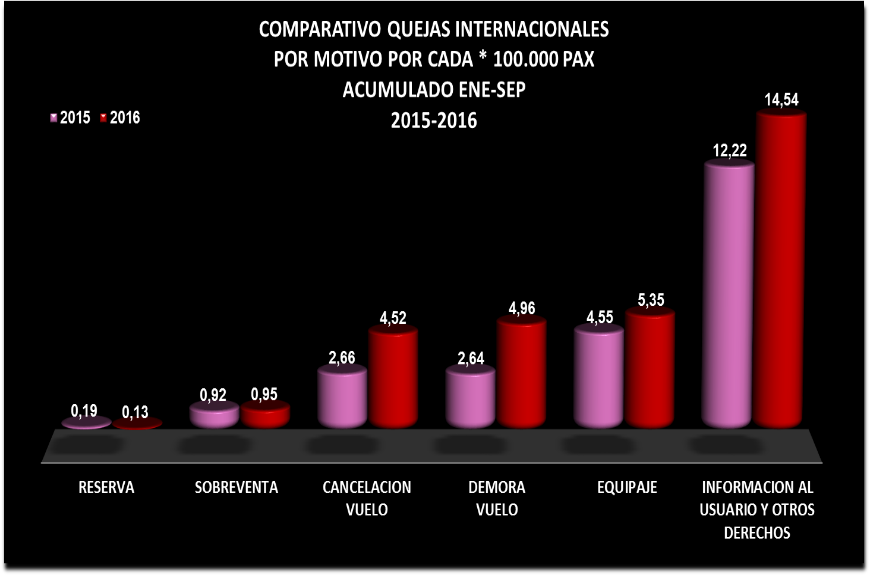 COMPARATIVO QUEJAS INTERNACIONALES
POR MOTIVO POR CADA * 100.000 PAX
ACUMULADO ENE-SEP
2015-2016
2015 2016
0,19 0,13
0,92 0,95
2,66 4,52
2,64 4,96
4,55 5,35
12,22 14,54
RESERVA
SOBREVENTA
CANCELACION
VUELO
DEMORA
VUELO
EQUIPAJE
INFORMACION AL
USUARIO Y OTROS
DERECHOS